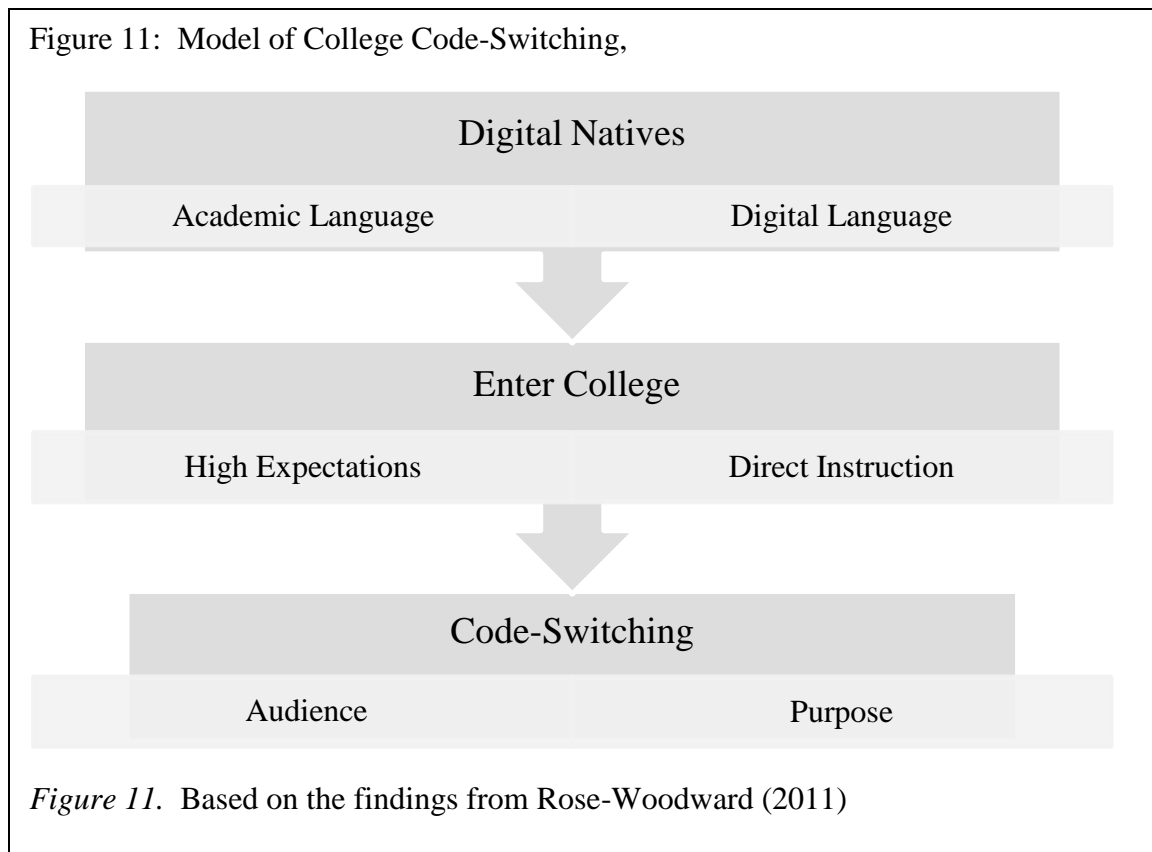 Figure 11:  Model of College Code-Switching,
Digital Natives
Academic Language
Digital Language
Enter College
High Expectations
Direct Instruction
Code-Switching
Audience
Purpose
Figure 11.  Based on the findings from Rose-Woodward (2011)